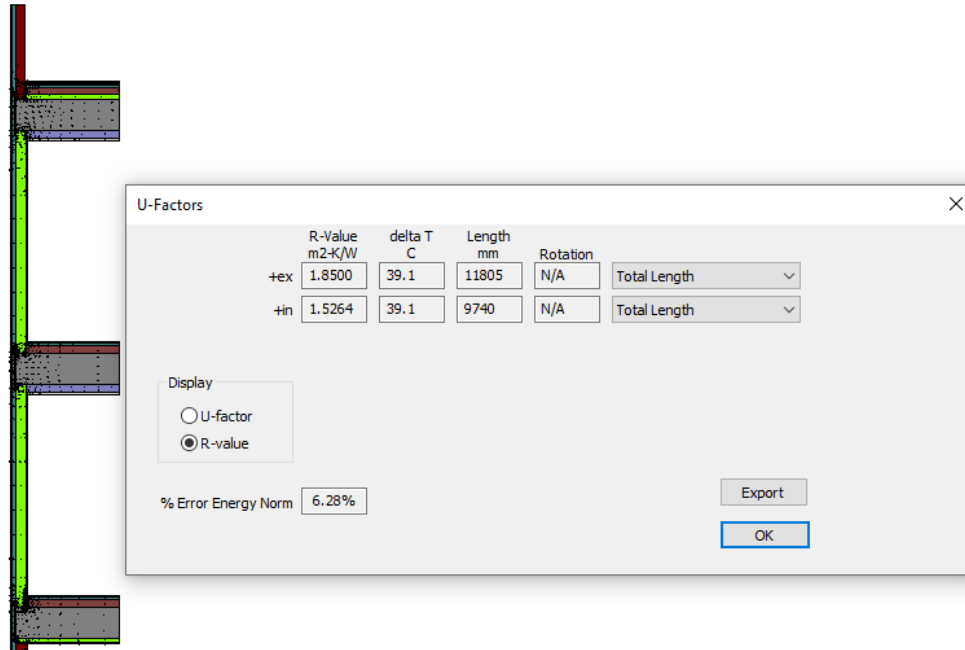 U-Factors
R-Value delta T Length
m2-K/W C mm Rotation
+ex 1.8500 39.1 11805 N/A Total Length
+in 1.5264 39.1 9740 N/A Total Length
Display
U-factor
R-value
% Error Energy Norm 6.28%
Export
OK